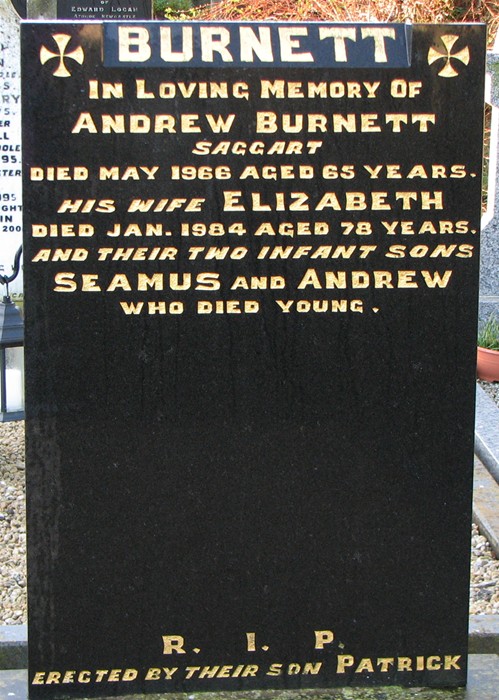 EDWARD LOGAN
BURNETT
IN LOVING MEMORY OF
ANDREW BURNETT
SAGGART
DIED MAY 1966 AGED 65 YEARS.
HIS WIFE ELIZABETH
DIED JAN. 1984 AGED 78 YEARS.
AND THEIR TWO INFANT SONS
SEAMUS AND ANDREW
WHO DIED YOUNG.
R. I. P.
ERECTED BY THEIR SON PATRICK